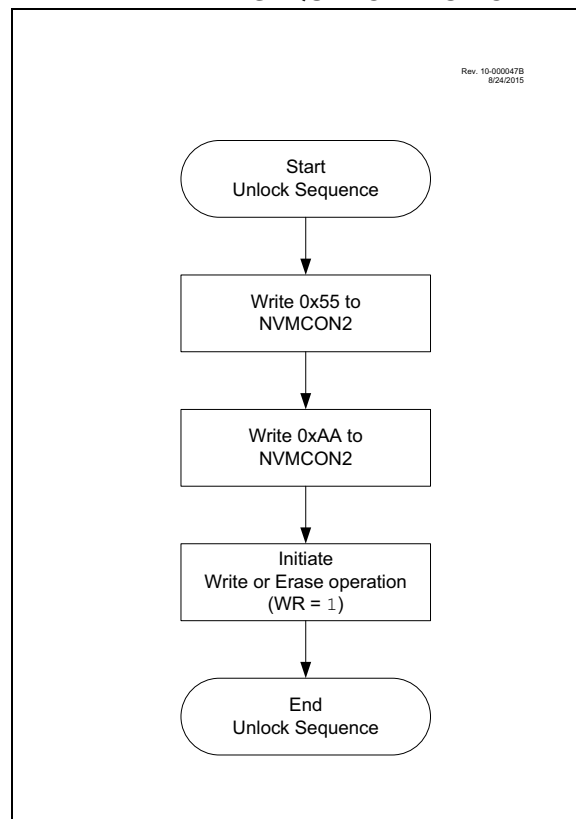 Rev. 10-000047B
8/24/2015
Start
Unlock Sequence
Write 0x55 to
NVMCON2
Write 0xAA to
NVMCON2
Initiate
Write or Erase operation
(WR = 1)
End
Unlock Sequence